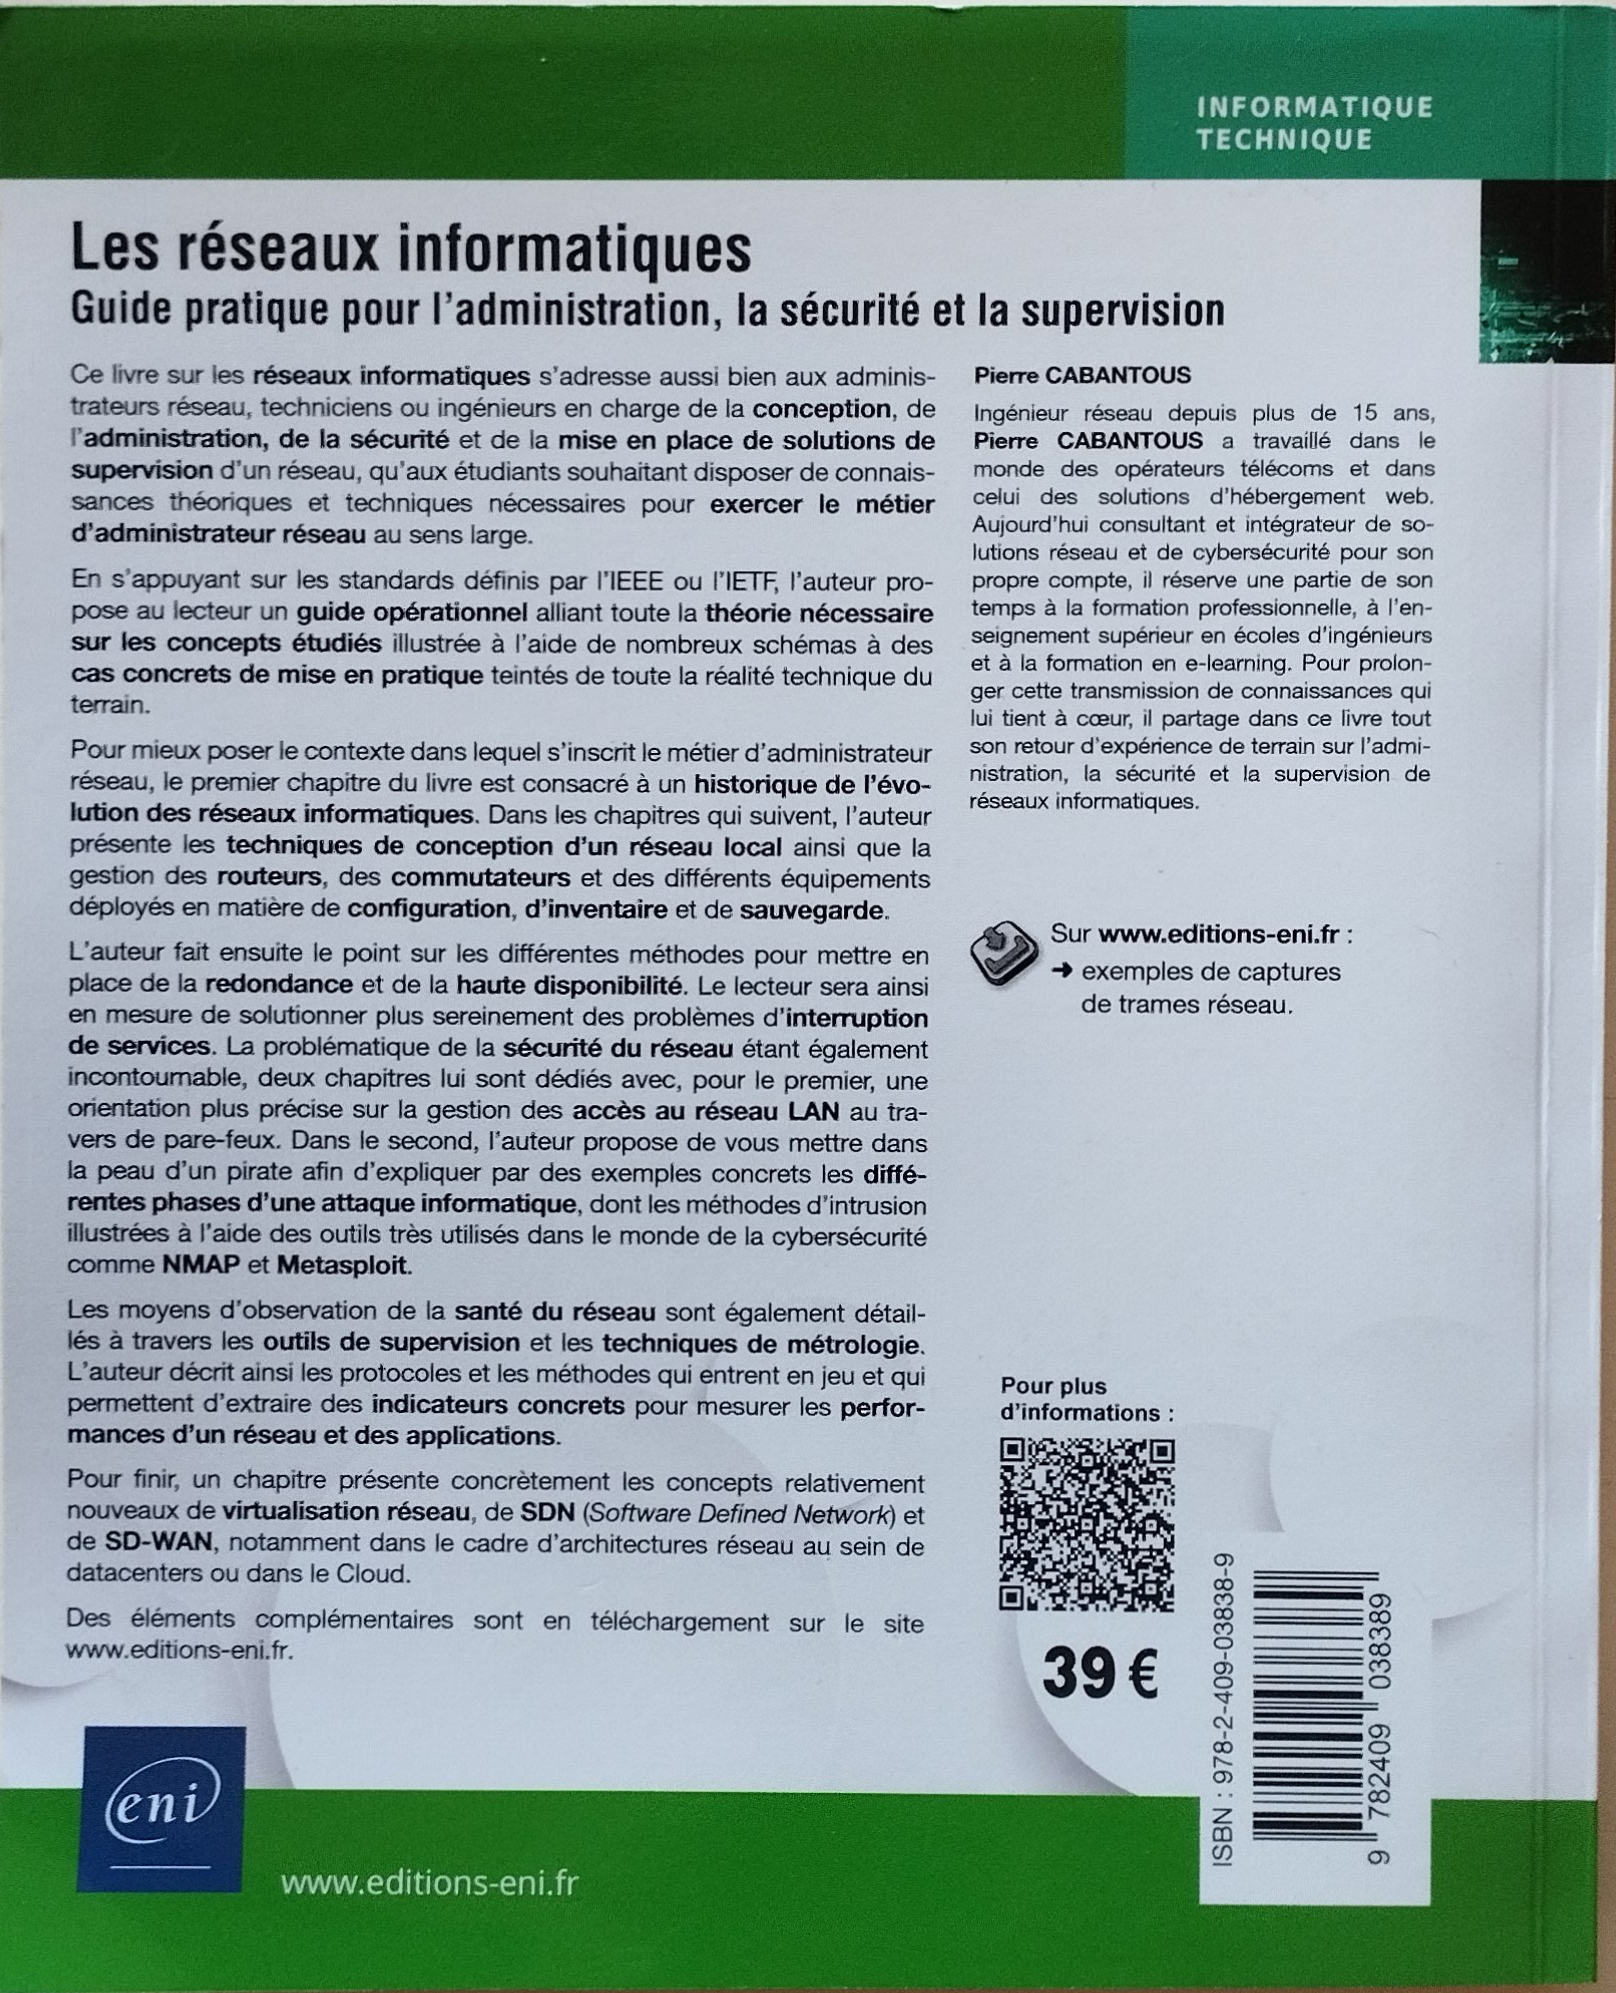 INFORMATIQUE
TECHNIQUE
Les réseaux informatiques
Guide pratique pour l'administration, la sécurité et la supervision
Ce livre sur les réseaux informatiques s'adresse aussi bien aux adminis-
trateurs réseau, techniciens ou ingénieurs en charge de la conception, de
l'administration, de la sécurité et de la mise en place de solutions de
supervision d'un réseau, qu'aux étudiants souhaitant disposer de connais-
sances théoriques et techniques nécessaires pour exercer le métier
d'administrateur réseau au sens large.
En s'appuyant sur les standards définis par l'IEEE ou l'IETF, l'auteur pro-
pose au lecteur un guide opérationnel alliant toute la théorie nécessaire
sur les concepts étudiés illustrée à l'aide de nombreux schémas à des
cas concrets de mise en pratique teintés de toute la réalité technique du
terrain.
Pour mieux poser le contexte dans lequel s'inscrit le métier d'administrateur
réseau, le premier chapitre du livre est consacré à un historique de l'évo-
lution des réseaux informatiques. Dans les chapitres qui suivent, l'auteur
présente les techniques de conception d'un réseau local ainsi que la
gestion des routeurs, des commutateurs et des différents équipements
déployés en matière de configuration, d'inventaire et de sauvegarde.
L'auteur fait ensuite le point sur les différentes méthodes pour mettre en
place de la redondance et de la haute disponibilité. Le lecteur sera ainsi
en mesure de solutionner plus sereinement des problèmes d'interruption
de services. La problématique de la sécurité du réseau étant également
incontournable, deux chapitres lui sont dédiés avec, pour le premier, une
orientation plus précise sur la gestion des accès au réseau LAN au tra-
vers de pare-feux. Dans le second, l'auteur propose de vous mettre dans
la peau d'un pirate afin d'expliquer par des exemples concrets les diffé-
rentes phases d'une attaque informatique, dont les méthodes d'intrusion
illustrées à l'aide des outils très utilisés dans le monde de la cybersécurité
comme NMAP et Metasploit.
Les moyens d'observation de la santé du réseau sont également détail-
lés à travers les outils de supervision et les techniques de métrologie.
L'auteur décrit ainsi les protocoles et les méthodes qui entrent en jeu et qui
permettent d'extraire des indicateurs concrets pour mesurer les perfor-
mances d'un réseau et des applications.
Pour finir, un chapitre présente concrètement les concepts relativement
nouveaux de virtualisation réseau, de SDN (Software Defined Network) et
de SD-WAN, notamment dans le cadre d'architectures réseau au sein de
datacenters ou dans le Cloud.
Des éléments complémentaires sont en téléchargement sur le site
www.editions-eni.fr.
Pierre CABANTOUS
Ingénieur réseau depuis plus de 15 ans,
Pierre CABANTOUS a travaillé dans le
monde des opérateurs télécoms et dans
celui des solutions d'hébergement web.
Aujourd'hui consultant et intégrateur de so-
lutions réseau et de cybersécurité pour son
propre compte, il réserve une partie de son
temps à la formation professionnelle, à l'en-
seignement supérieur en écoles d'ingénieurs
et à la formation en e-learning. Pour prolon-
ger cette transmission de connaissances qui
lui tient à cœur, il partage dans ce livre tout
son retour d'expérience de terrain sur l'admi-
nistration, la sécurité et la supervision de
réseaux informatiques.
Sur www.editions-eni.fr :
➔ exemples de captures
de trames réseau.
Pour plus
d'informations :
39 €
ISBN : 978-2-409-03838-9
9 782409 038389
eni
www.editions-eni.fr